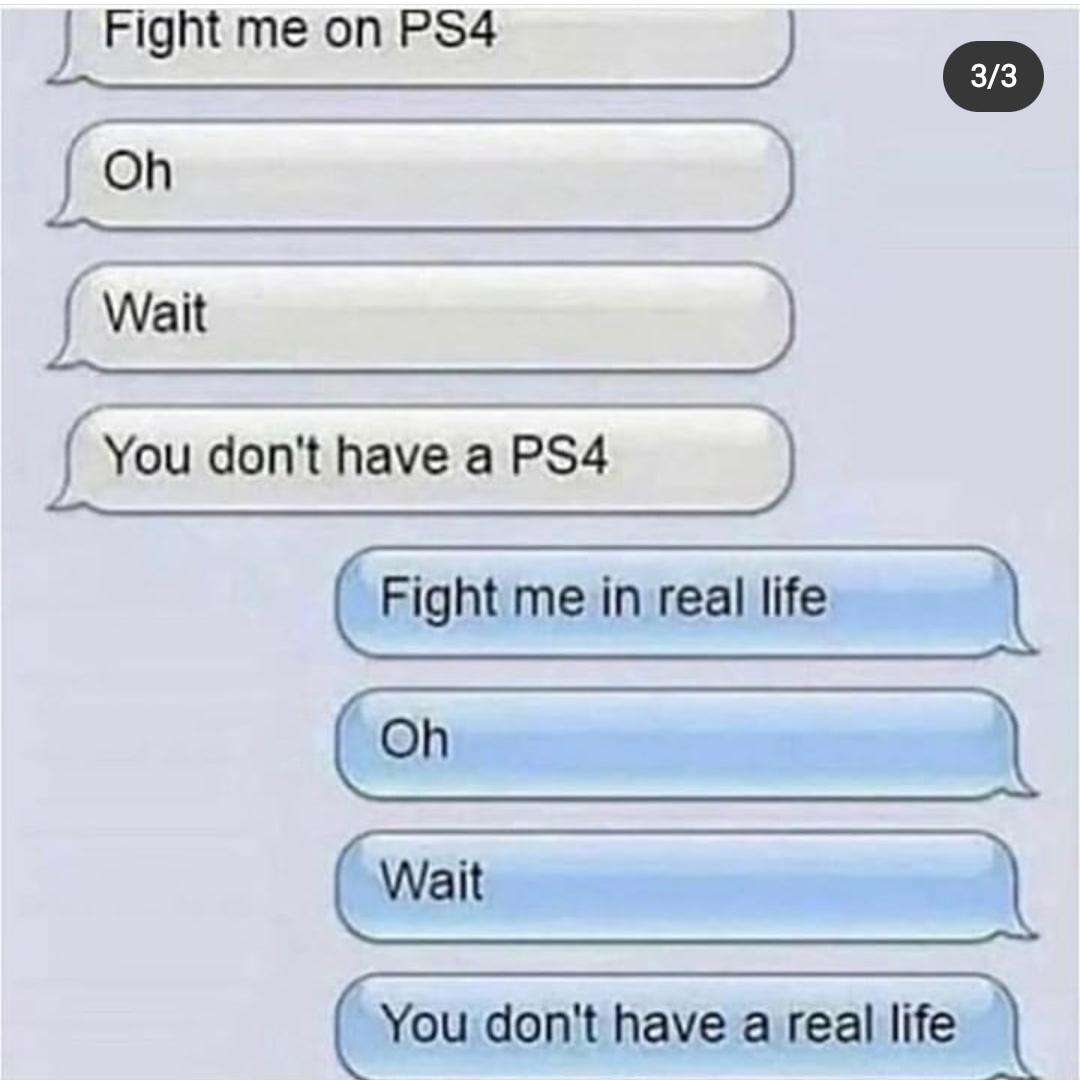 Fight me on PS4
3/3
Oh
Wait
You don't have a PS4
Fight me in real life
Oh
Wait
You don't have a real life